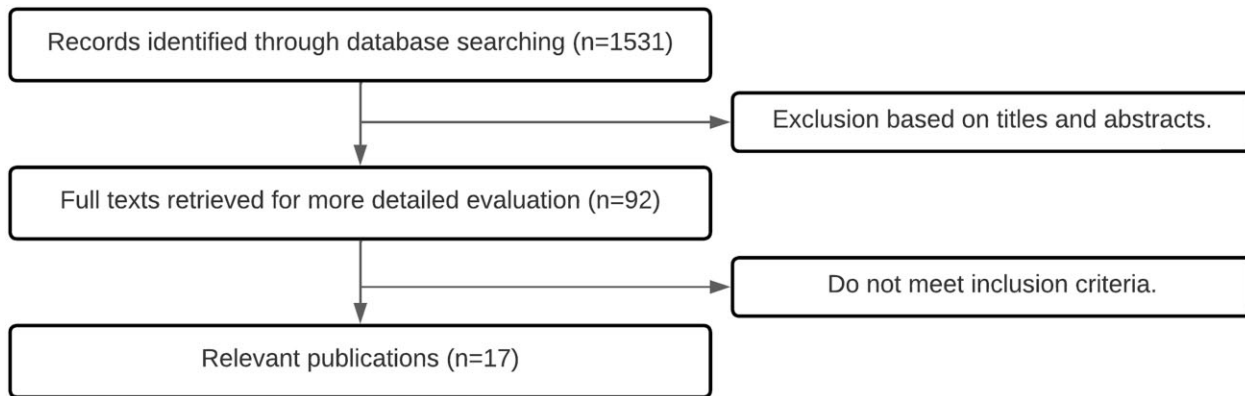 Records identified through database searching (n=1531)
Exclusion based on titles and abstracts.
Full texts retrieved for more detailed evaluation (n=92)
Do not meet inclusion criteria.
Relevant publications (n=17)